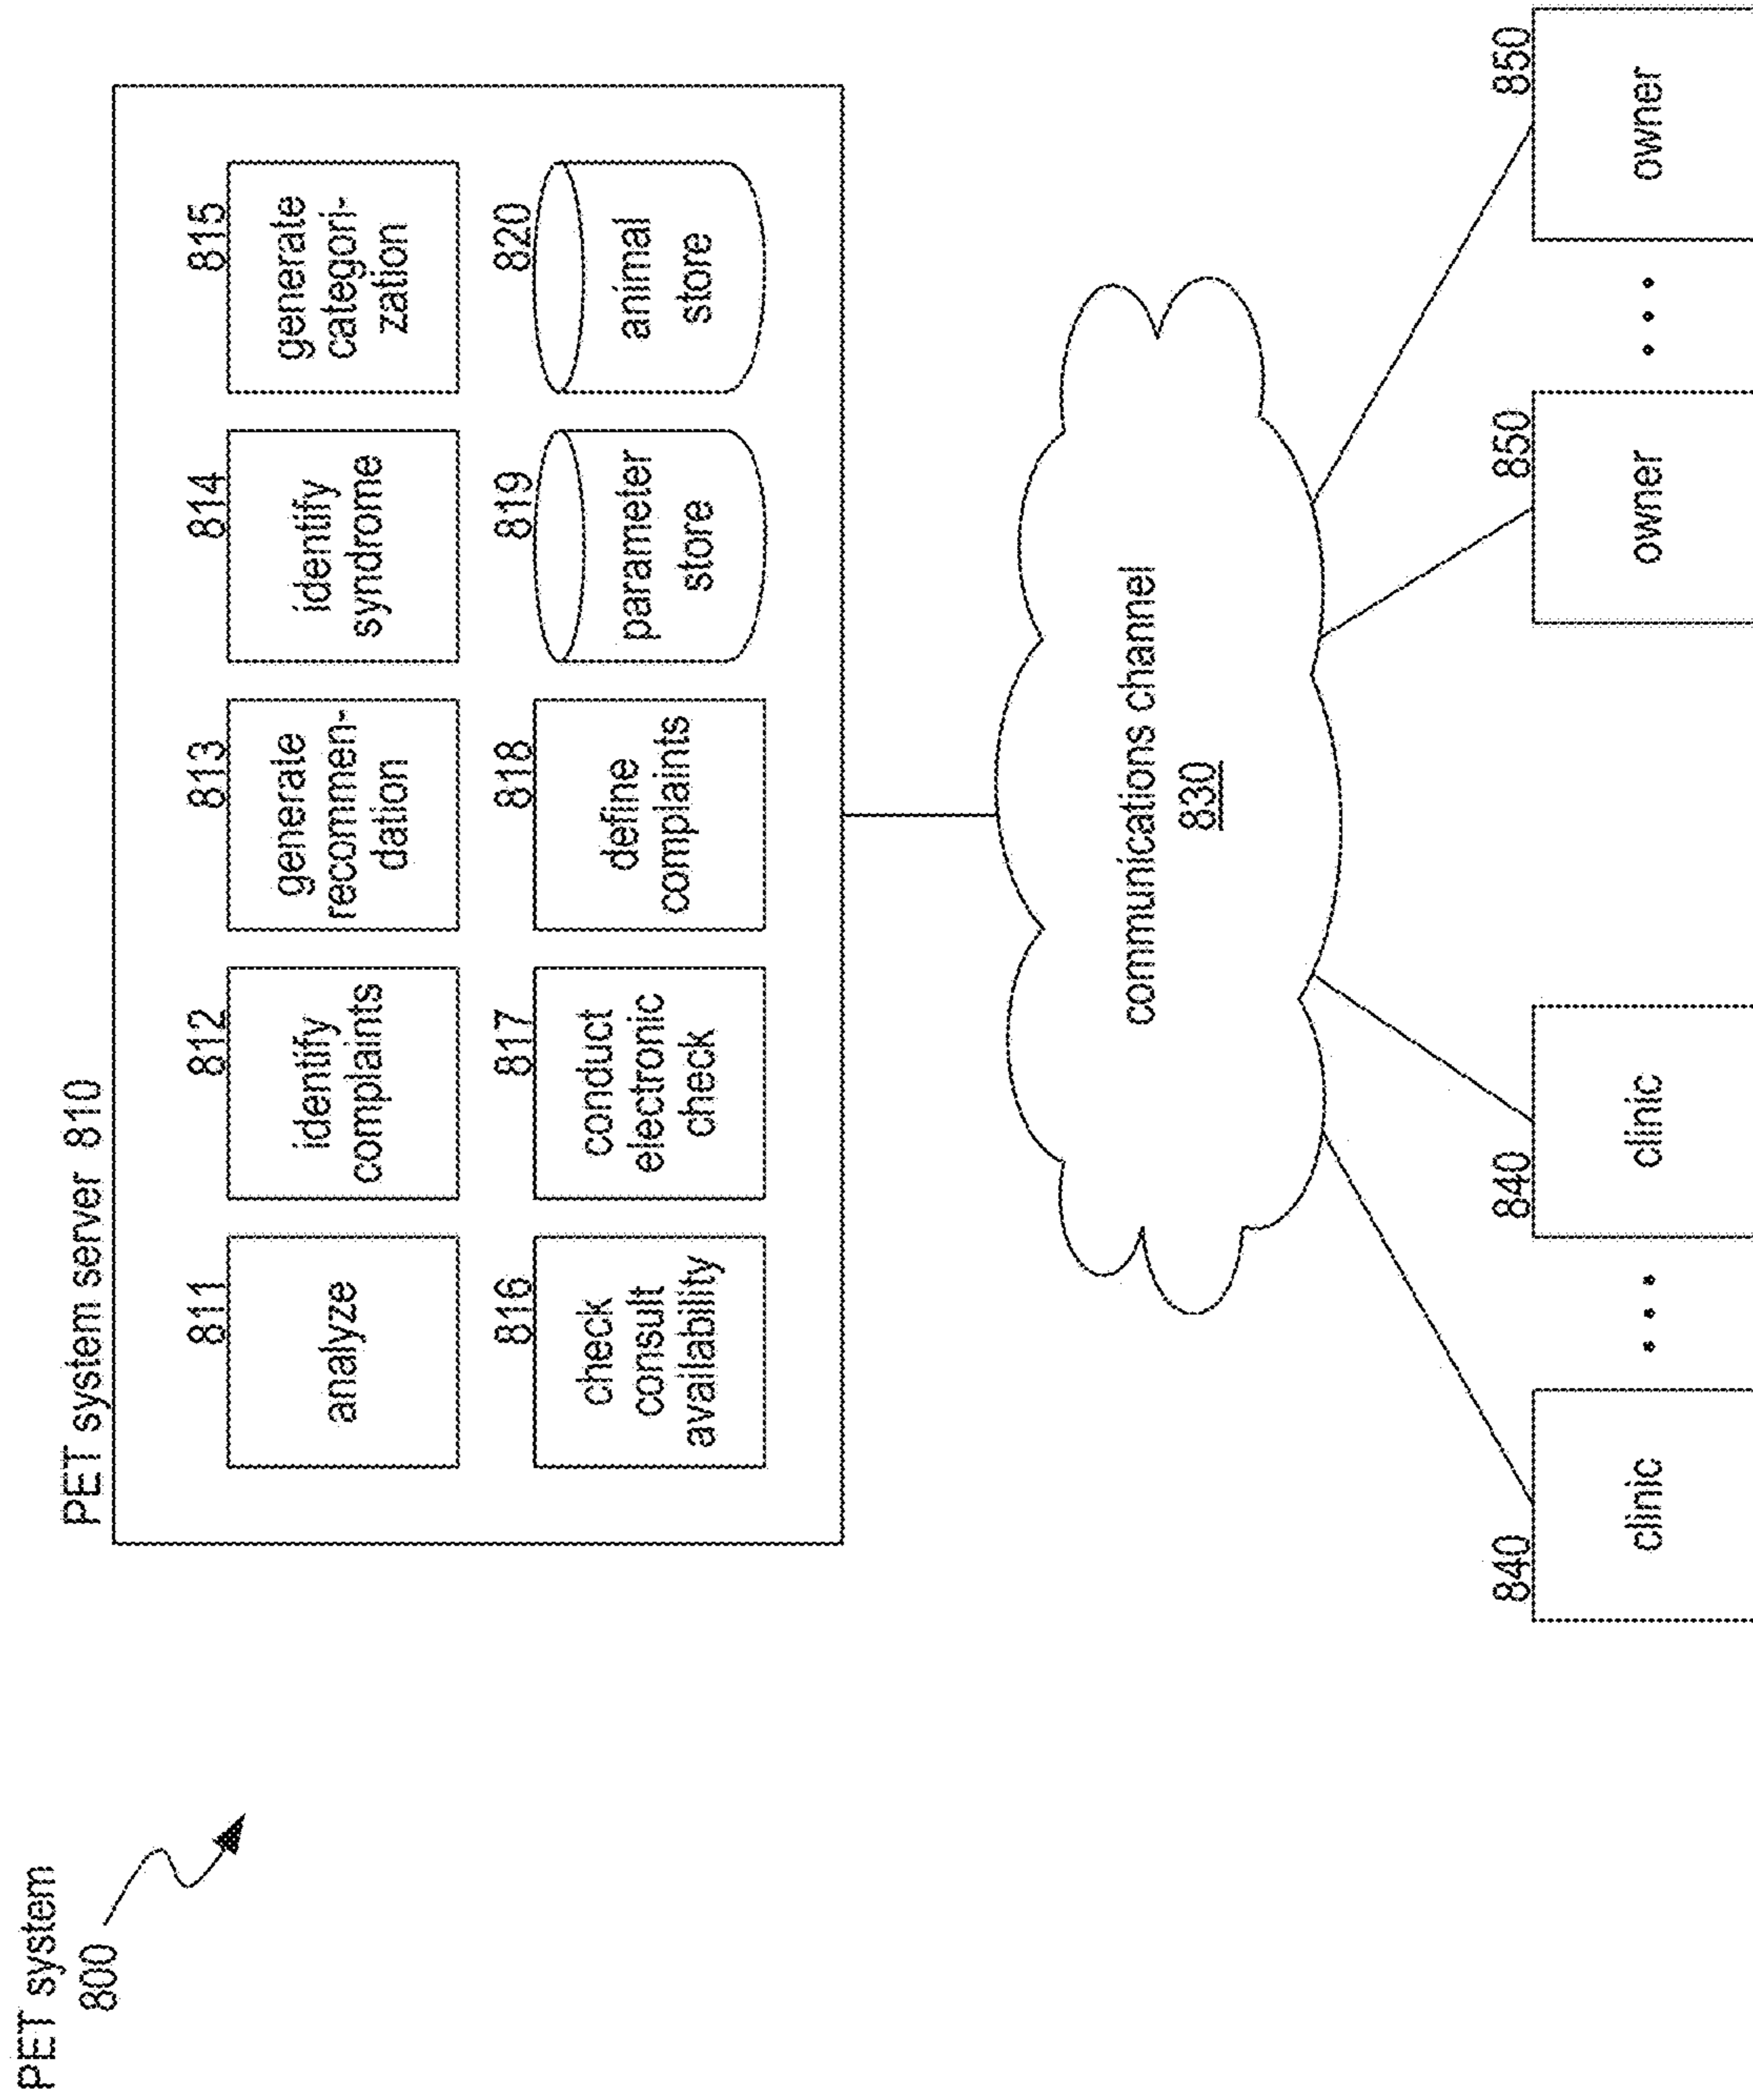 PET system
800
PET system server 810
811
analyze
812
identify
complaints
813
generate
recommen-
dation
814
identify
syndrome
815
generate
categori-
zation
816
check
consult
availability
817
conduct
electronic
check
818
define
complaints
819
parameter
store
820
animal
store
communications channel
830
840
clinic
840
clinic
850
owner
850
owner